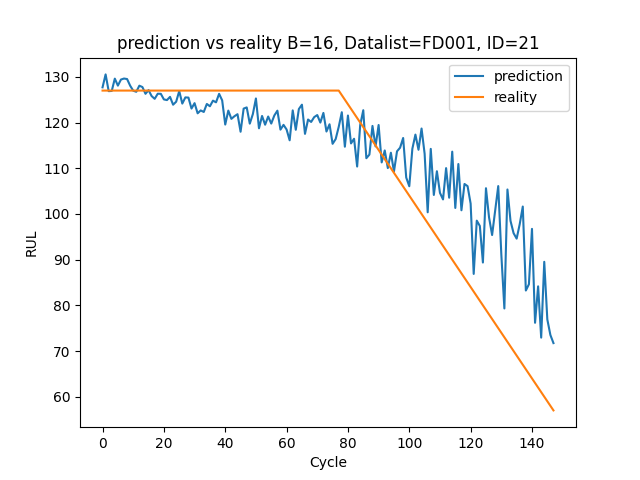 prediction vs reality B=16, Datalist=FD001, ID=21
prediction
reality
RUL
130
120
110
100
90
80
70
60
0 20 40 60 80 100 120 140
Cycle